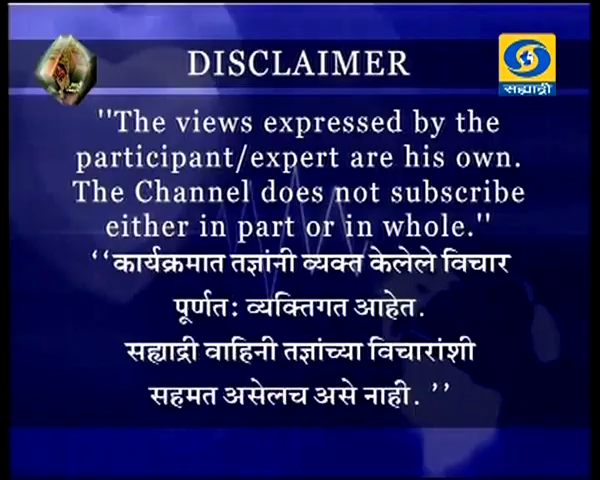 DISCLAIMER
सह्याद्री
"The views expressed by the
participant/expert are his own.
The Channel does not subscribe
either in part or in whole."
‘‘कार्यक्रमात तज्ञांनी व्यक्त केलेले विचार
पूर्णत: व्यक्तिगत आहेत.
सह्याद्री वाहिनी तज्ञांच्या विचारांशी
सहमत असेलच असे नाही. ’’